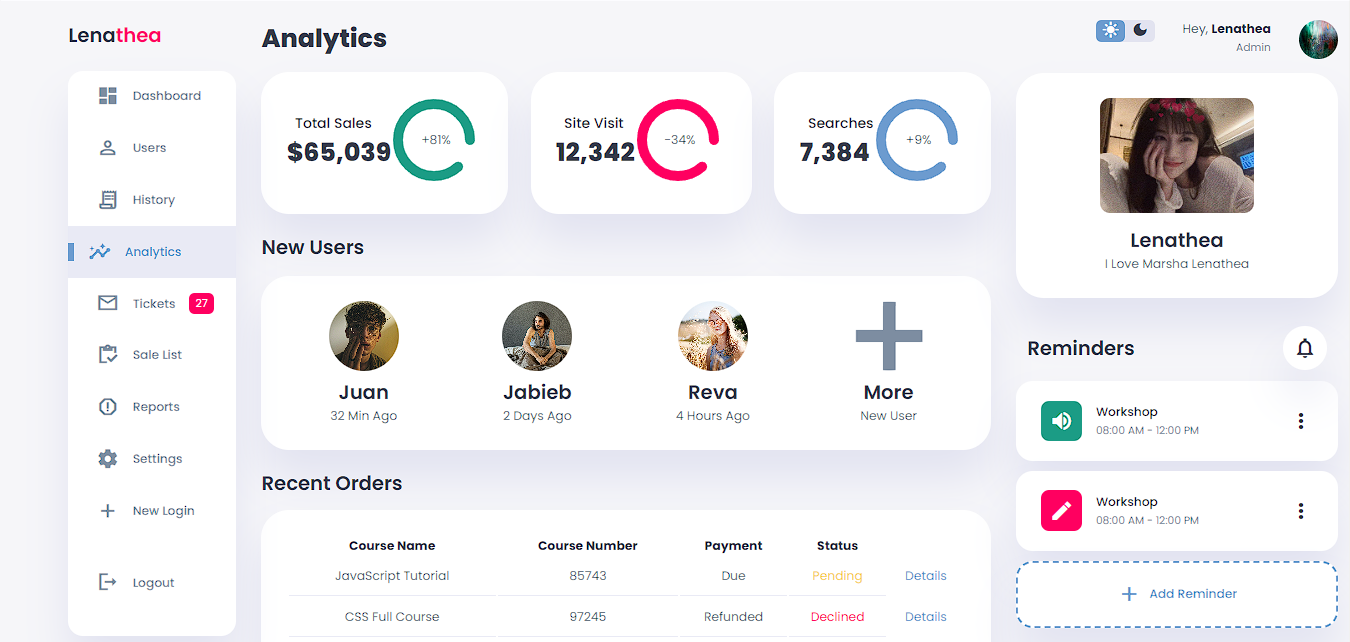 Lenathea
Dashboard
Users
History
Analytics
Tickets 27
Sale List
Reports
Settings
New Login
Logout
Analytics
Total Sales
$65,039
+81%
Site Visit
12,342
-34%
Searches
7,384
+9%
New Users
Juan
32 Min Ago
Jabieb
2 Days Ago
Reva
4 Hours Ago
More
New User
Recent Orders
Course Name Course Number Payment Status
JavaScript Tutorial 85743 Due Pending Details
CSS Full Course 97245 Refunded Declined Details
Hey, Lenathea
Admin
Lenathea
I Love Marsha Lenathea
Reminders
Workshop
08:00 AM - 12:00 PM
Workshop
08:00 AM - 12:00 PM
Add Reminder